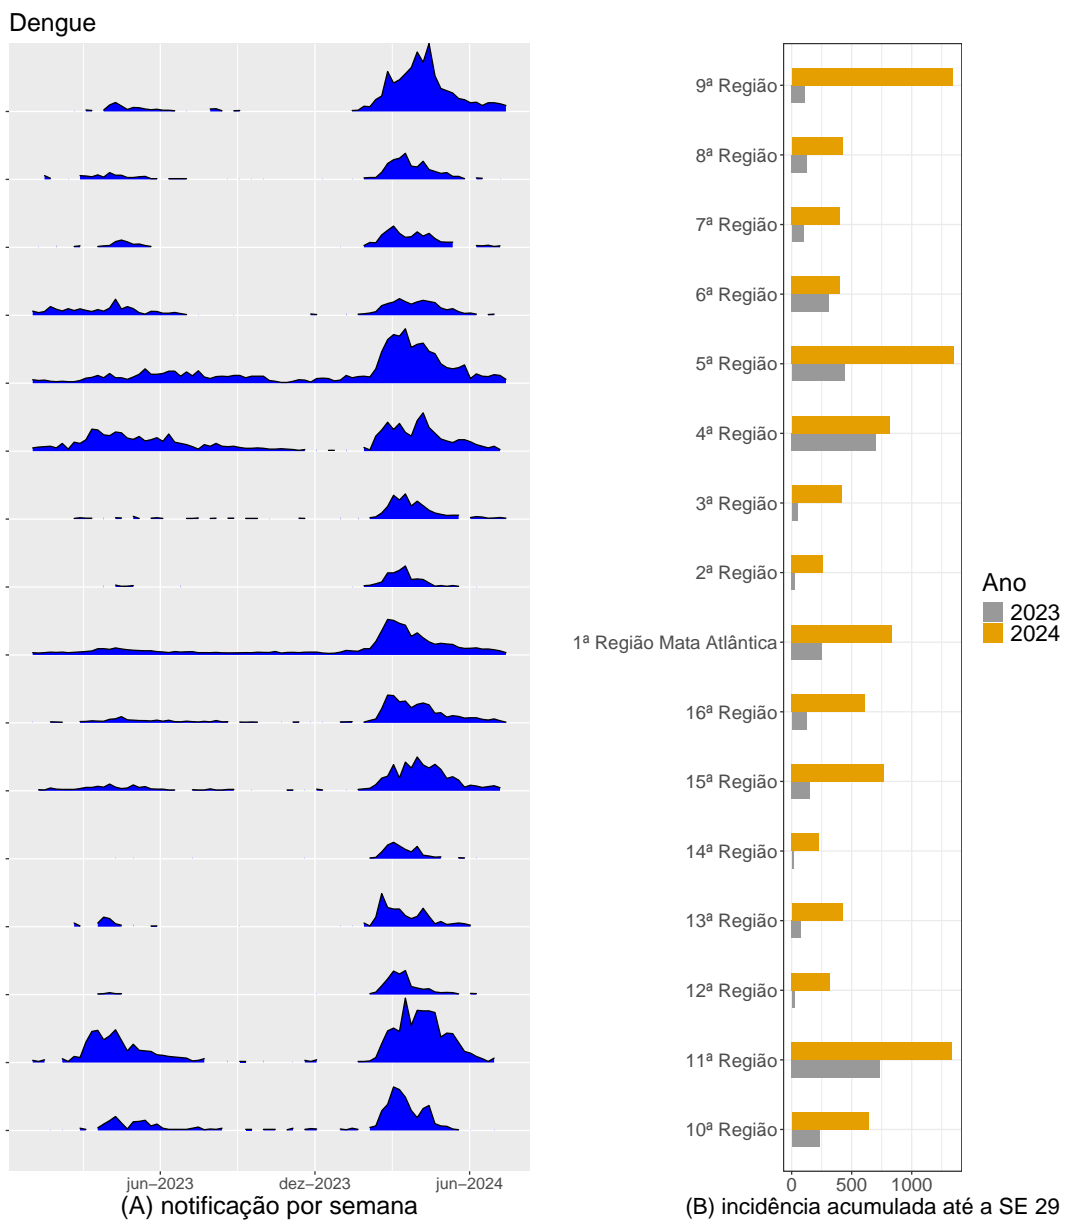 Dengue
9ª Região
8ª Região
7ª Região
6ª Região
5ª Região
4ª Região
3ª Região
2ª Região
1ª Região Mata Atlântica
16ª Região
15ª Região
14ª Região
13ª Região
12ª Região
11ª Região
10ª Região
jun–2023 dez–2023 jun–2024
(A) notificação por semana
0 500 1000
(B) incidência acumulada até a SE 29
Ano
2023
2024